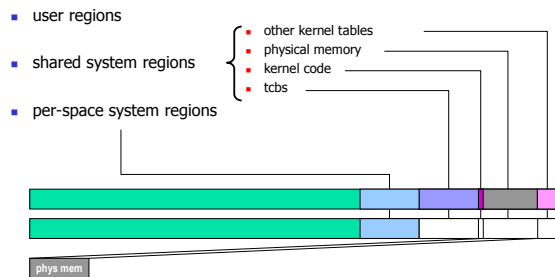 user regions
shared system regions
other kernel tables
physical memory
kernel code
tcbs
per-space system regions
phys mem